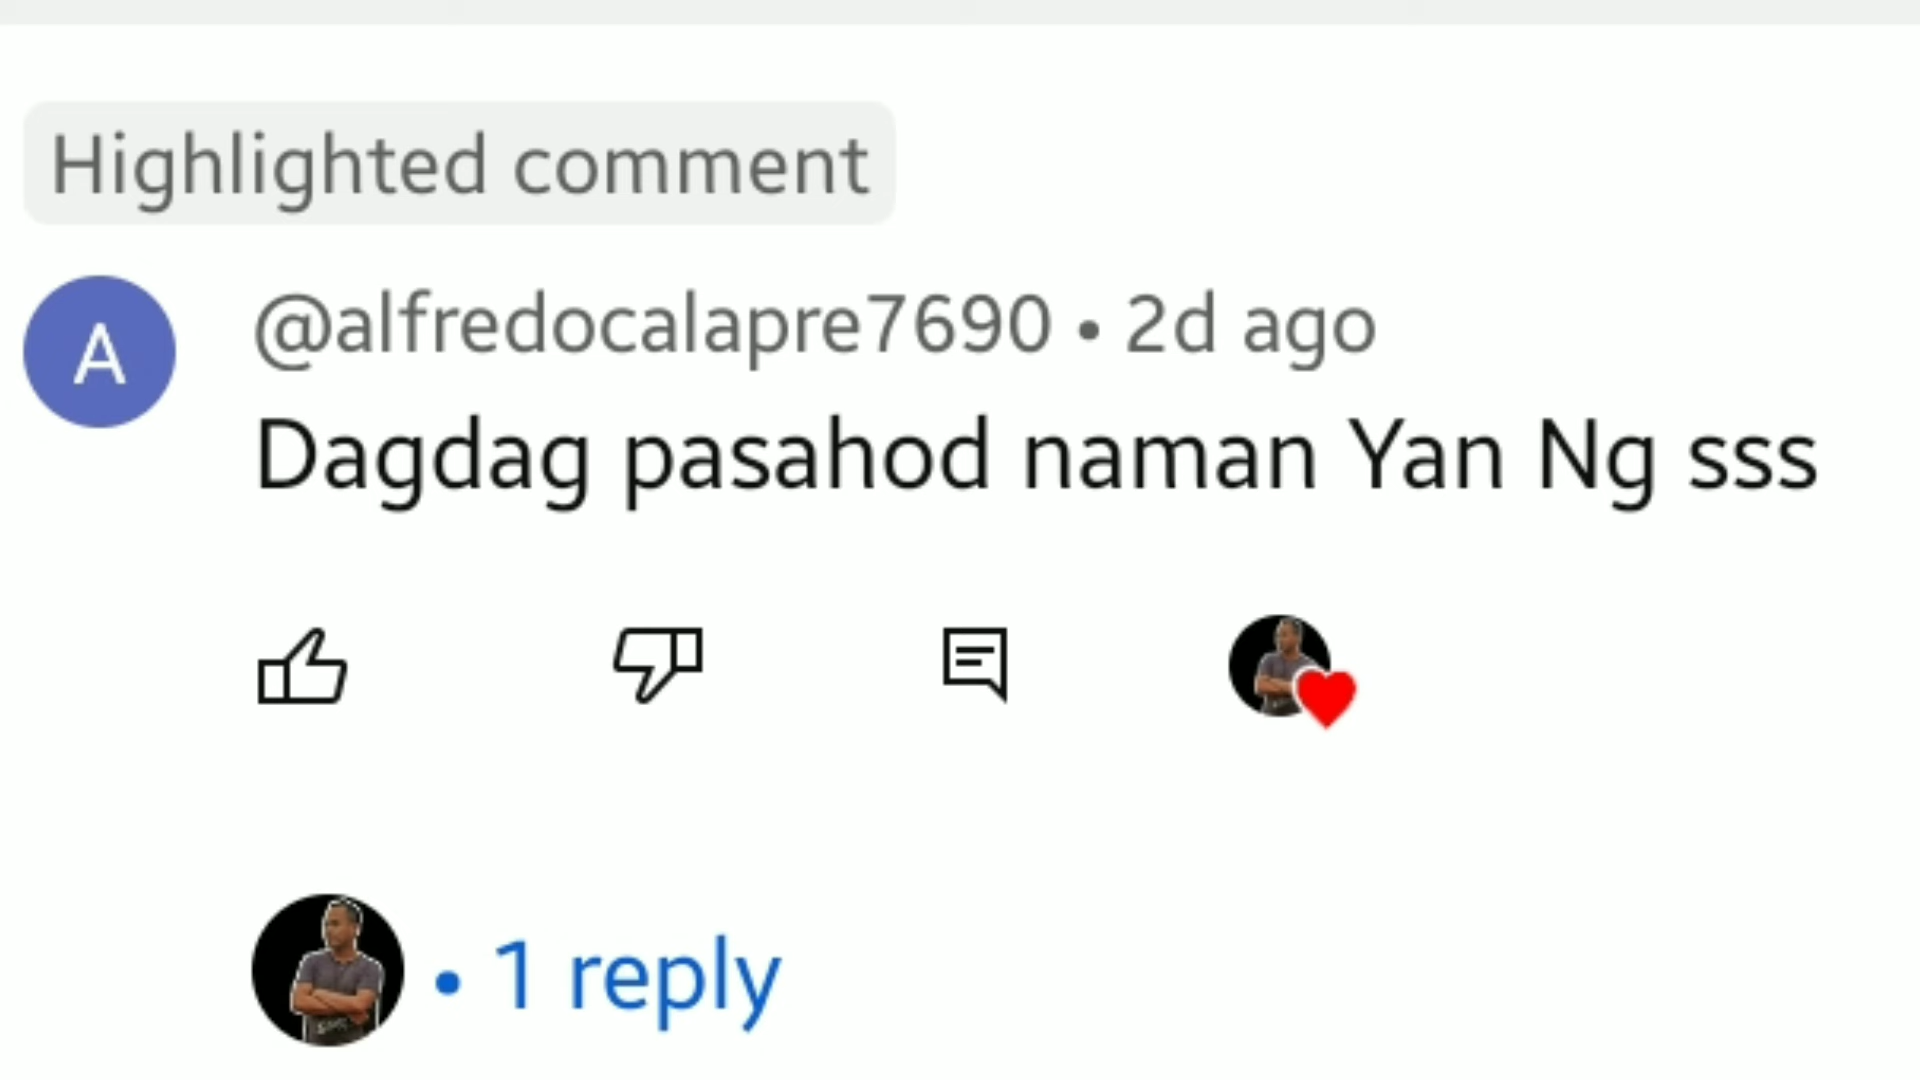 Highlighted comment
A
@alfredocalapre7690 • 2d ago
Dagdag pasahod naman Yan Ng sss
• 1 reply